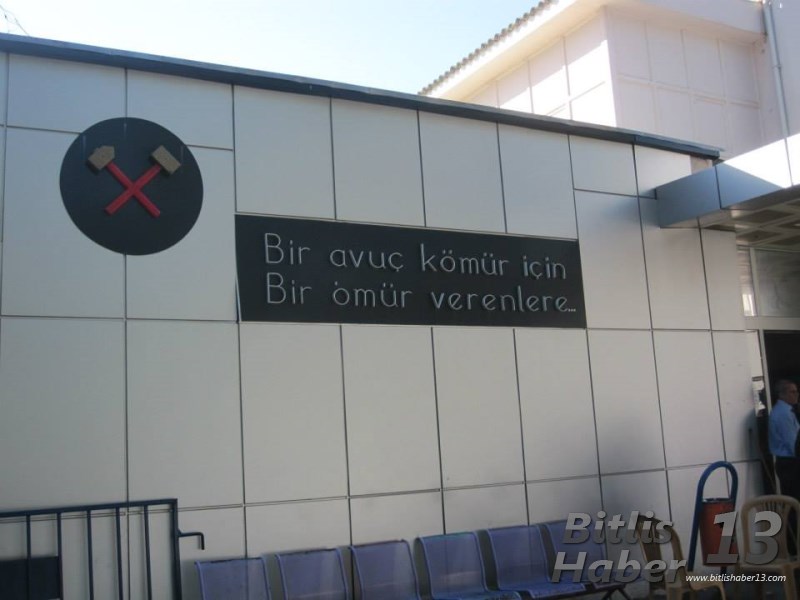 Bir avuç kömür için
Bir ömür verenlere...
Bitlis 13
Haber
www.bitlishaber13.com